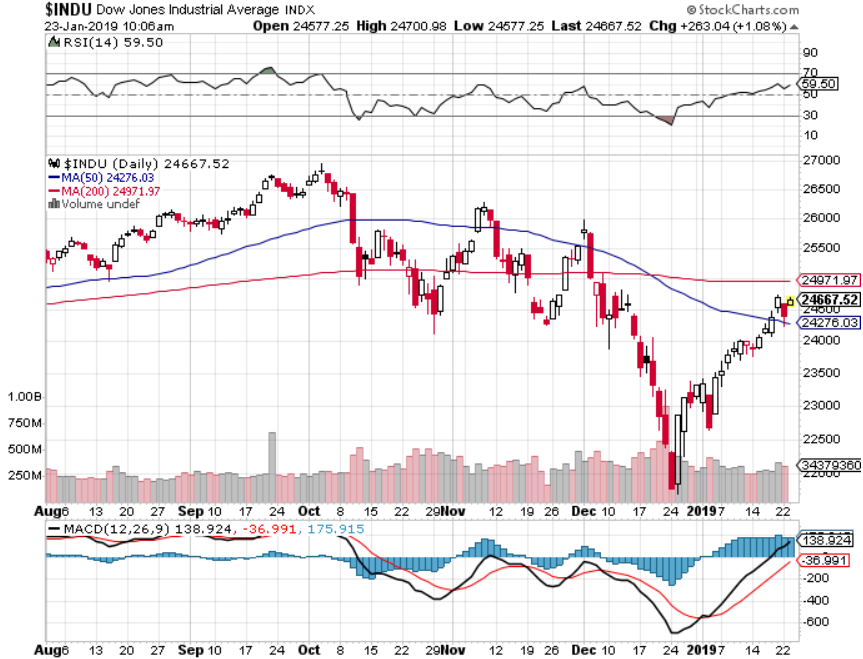 $INDU Dow Jones Industrial Average INDX © StockCharts.com
23-Jan-2019 10:06am Open 24577.25 High 24700.98 Low 24577.25 Last 24667.52 Chg +263.04 (+1.08%)
RSI(14) 59.50
90
70
59.50
50
30
10
$INDU (Daily) 24667.52
MA(50) 24276.03
MA(200) 24971.97
Volume undef
27000
26500
26000
25500
24971.97
24667.52
24500
24276.03
24000
23500
23000
22500
22000
1.00B
750M
500M
250M
34379360
Aug 6 13 20 27 Sep 10 17 24 Oct 8 15 22 29 Nov 12 19 26 Dec 10 17 24 2019 7 14 22
MACD(12,26,9) 138.924, -36.991, 175.915
138.924
-36.991
-200
-400
-600
Aug 6 13 20 27 Sep 10 17 24 Oct 8 15 22 29 Nov 12 19 26 Dec 10 17 24 2019 7 14 22